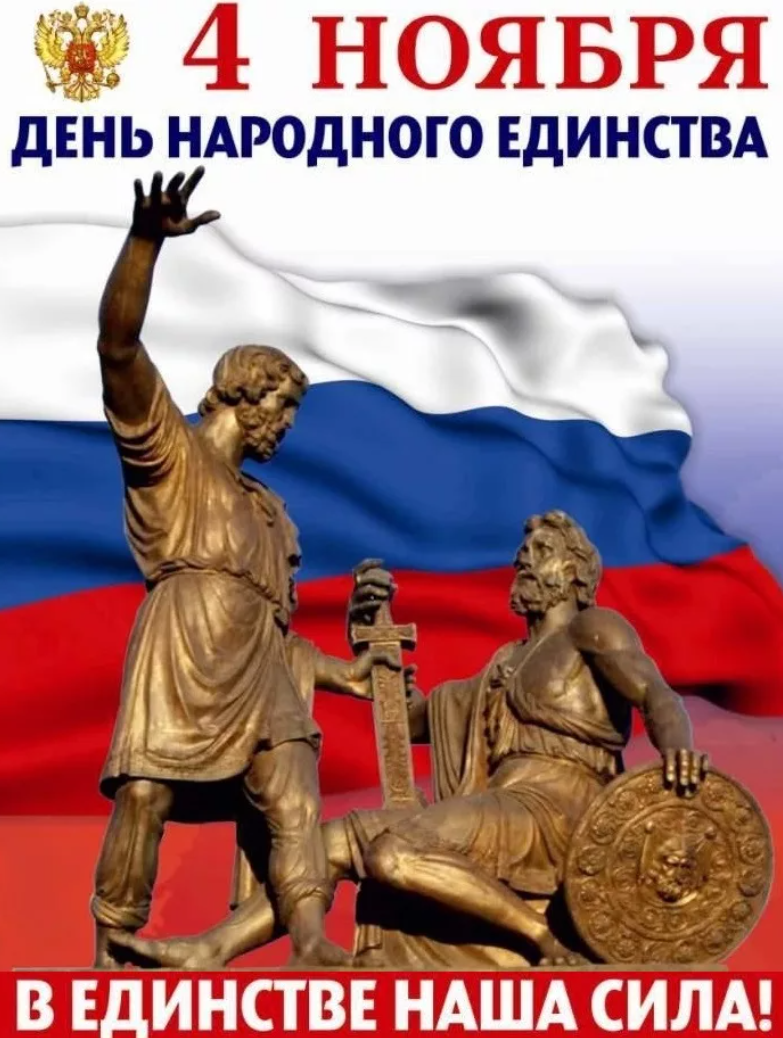 4 НОЯБРЯ
ДЕНЬ НАРОДНОГО ЕДИНСТВА
В ЕДИНСТВЕ НАША СИЛА!